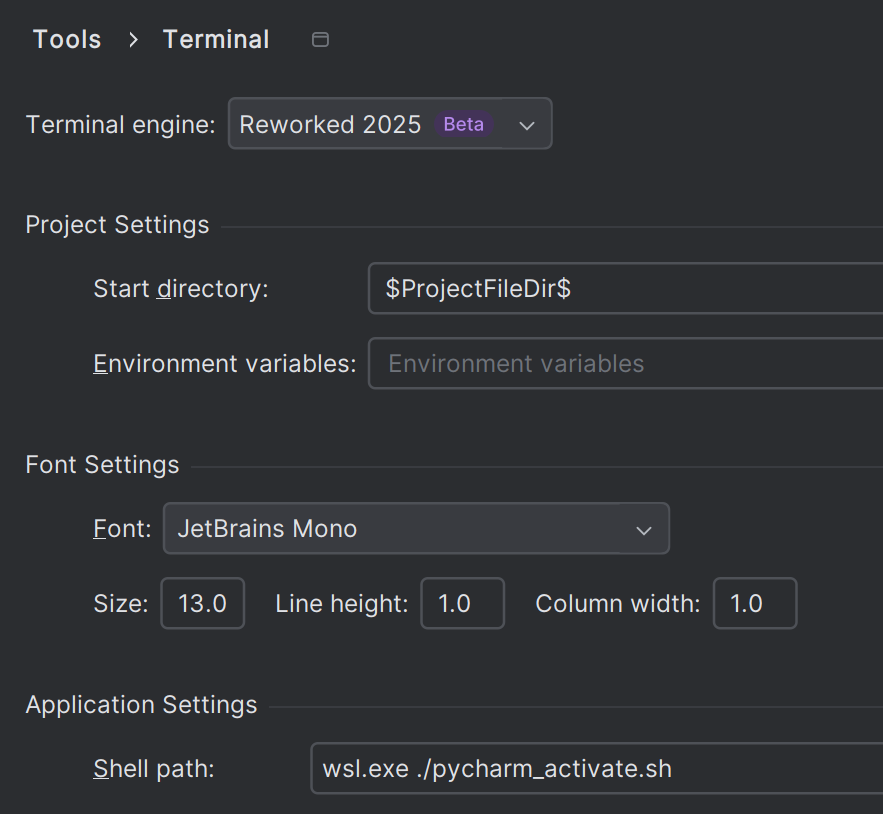 Tools > Terminal
Terminal engine: Reworked 2025 Beta
Project Settings
Start directory: $ProjectFileDir$
Environment variables: Environment variables
Font Settings
Font: JetBrains Mono
Size: 13.0 Line height: 1.0 Column width: 1.0
Application Settings
Shell path: wsl.exe ./pycharm_activate.sh